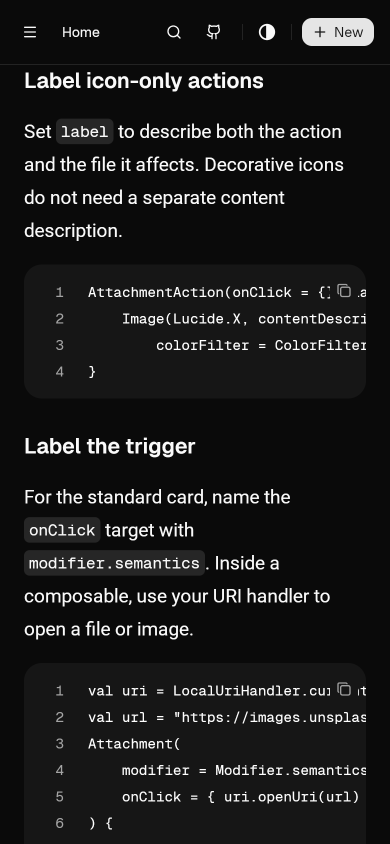 Home
New
Label icon-only actions
Set label to describe both the action
and the file it affects. Decorative icons
do not need a separate content
description.
1 AttachmentAction(onClick = {}
2 Image(Lucide.X, contentDescri
3 colorFilter = ColorFilter
4 }
Label the trigger
For the standard card, name the
onClick target with
modifier.semantics. Inside a
composable, use your URI handler to
open a file or image.
1 val uri = LocalUriHandler.cu
2 val url = "https://images.unsplas
3 Attachment(
4 modifier = Modifier.semantics
5 onClick = { uri.openUri(url)
6 ) {